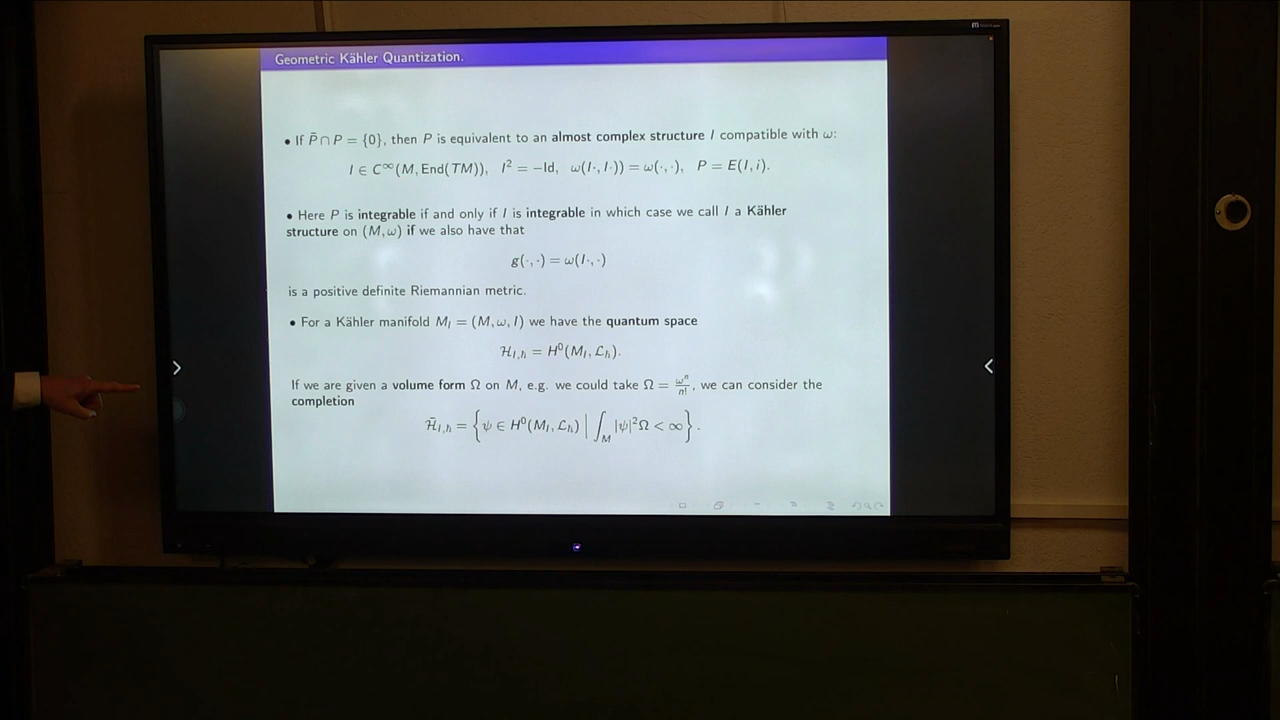 Geometric Kähler Quantization.
• If P̄ ∩ P = {0}, then P is equivalent to an almost complex structure I compatible with ω:
I ∈ C^∞(M, End(TM)), I² = −Id, ω(I·, I·)) = ω(·, ·), P = E(I, i).
• Here P is integrable if and only if I is integrable in which case we call I a Kähler
structure on (M, ω) if we also have that
g(·, ·) = ω(I·, ·)
is a positive definite Riemannian metric.
• For a Kähler manifold M_I = (M, ω, I) we have the quantum space
ℋ_{I,ℏ} = H⁰(M_I, ℒ_ℏ).
If we are given a volume form Ω on M, e.g. we could take Ω = ω^n/n!, we can consider the
completion
ℋ̄_{I,ℏ} = { ψ ∈ H⁰(M_I, ℒ_ℏ) | ∫_M |ψ|²Ω < ∞ } .